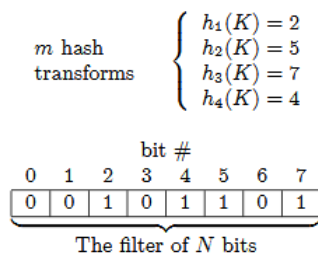 h₁(K) = 2
m hash h₂(K) = 5
transforms h₃(K) = 7
h₄(K) = 4
bit #
0 1 2 3 4 5 6 7
0 0 1 0 1 1 0 1
The filter of N bits